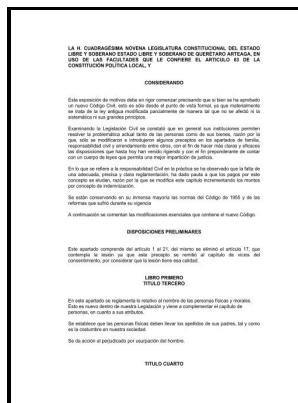 LA H. CUADRAGÉSIMA NOVENA LEGISLATURA CONSTITUCIONAL DEL ESTADO
LIBRE Y SOBERANO ESTADO LIBRE Y SOBERANO DE QUERÉTARO ARTEAGA, EN
USO DE LAS FACULTADES QUE LE CONFIERE EL ARTICULO 63 DE LA
CONSTITUCIÓN POLÍTICA LOCAL, Y
CONSIDERANDO
Esta exposición de motivos debe en rigor comenzar precisando que si bien se ha aprobado
un nuevo Código Civil, esto es sólo desde el punto de vista formal, ya que materialmente
se trata de la ley antigua modificada parcialmente de manera tal que no se afectó ni la
sistemática ni sus grandes principios.
Examinando la Legislación Civil se constató que en general sus instituciones permiten
resolver la problemática actual tanto de las personas como de sus bienes, razón por la
que, sólo se modificaron e introdujeron algunos preceptos en los apartados de familia,
responsabilidad civil y arrendamiento entre otros, con el fin de hacer más claras y eficaces
las disposiciones que hasta hoy han venido rigiendo y con el fin preponderante de contar
con un cuerpo de leyes que permita una mejor impartición de justicia.
En lo que se refiere a la responsabilidad Civil en la práctica se ha observado que la falta de
una adecuada, precisa y clara reglamentación, ha dado pauta a que los pagos por este
concepto se eludan, razón por la que se modifica este capítulo incrementando los montos
por concepto de indemnización.
Se están conservando en su inmensa mayoría las normas del Código de 1955 y de las
reformas que sufrió durante su vigencia
A continuación se comentan las modificaciones esenciales que contiene el nuevo Código.
DISPOSICIONES PRELIMINARES
Este apartado comprende del artículo 1 al 21, del mismo se eliminó el artículo 17, que
contempla la lesión ya que este precepto se remitió al capítulo de vicios del
consentimiento, por considerar que la lesión tiene esa calidad.
LIBRO PRIMERO
TITULO TERCERO
En este apartado se reglamenta lo relativo al nombre de las personas físicas y morales.
Esto es nuevo dentro de nuestra Legislación y viene a complementar el capítulo de
personas, en cuanto a sus atributos.
Se establece que las personas físicas deben llevar los apellidos de sus padres, tal y como
es la costumbre en nuestra sociedad.
Se da acción al perjudicado por usurpación del hombre.
TITULO CUARTO